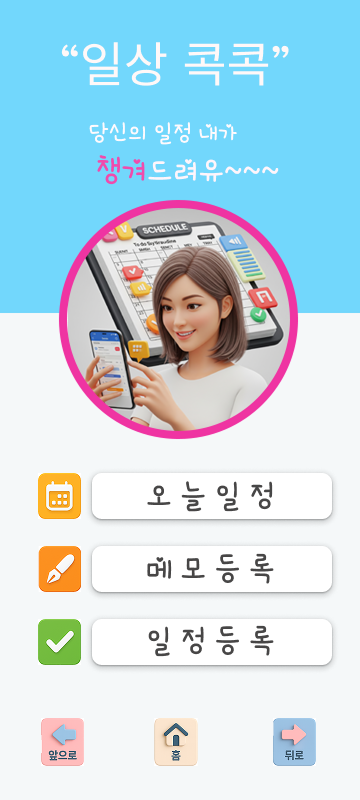 “일상 콕콕”
당신의 일정 내가
챙겨드려유~~~
SCHEDULE
오늘일정
메모등록
일정등록
앞으로
홈
뒤로